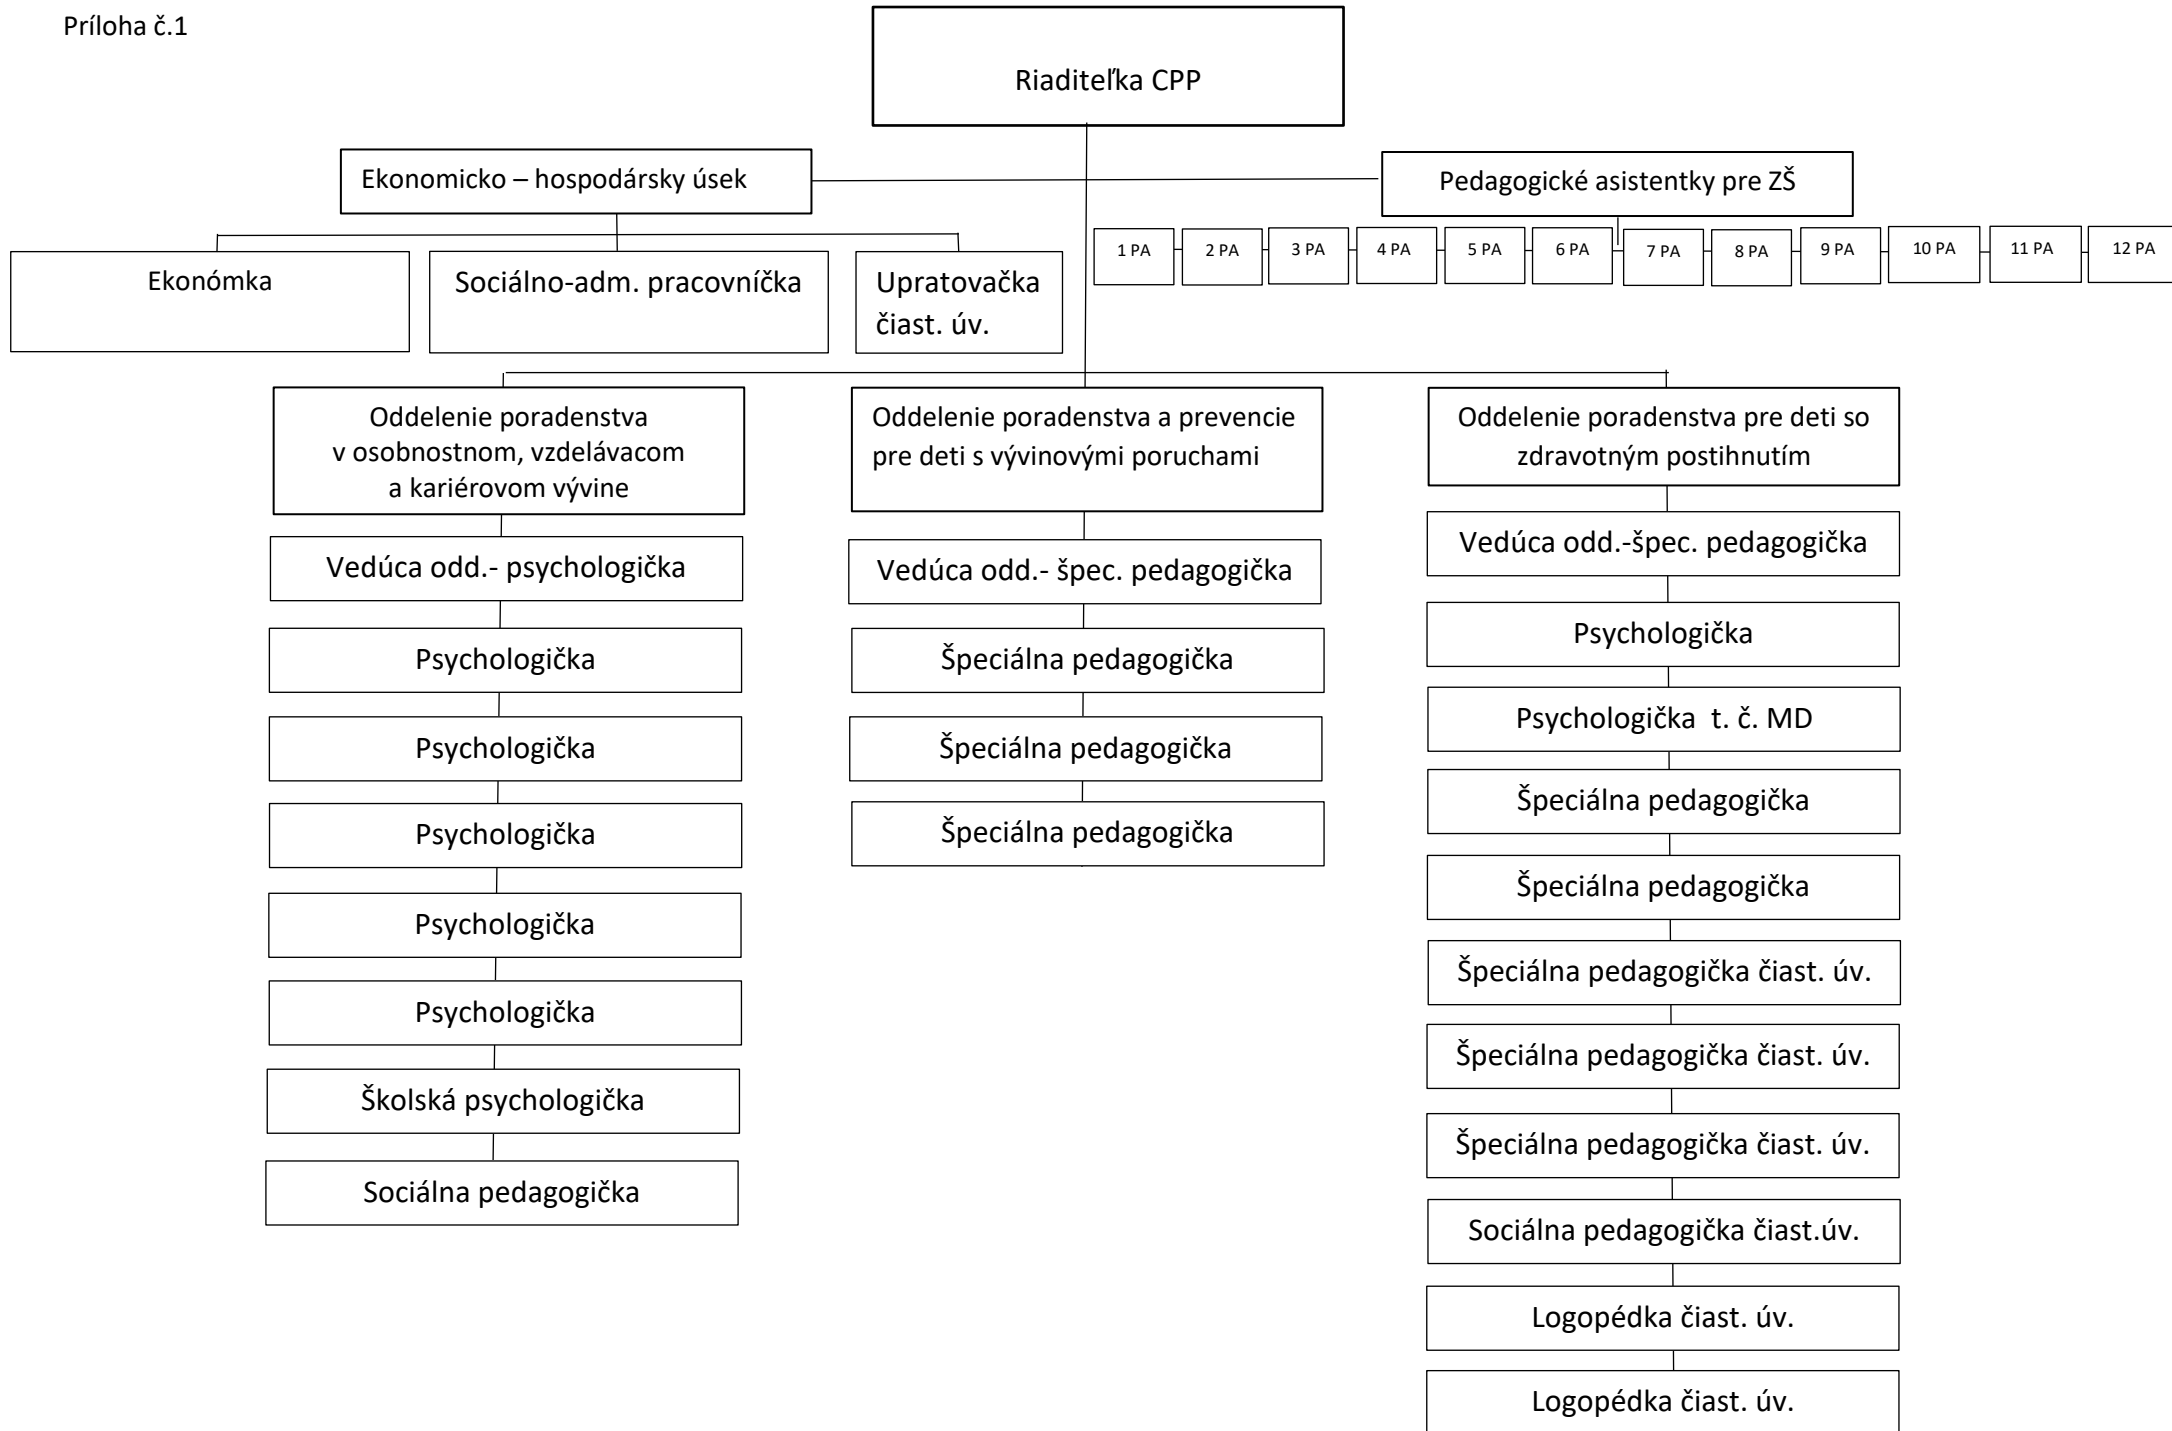 Príloha č.1
Riaditeľka CPP
Ekonomicko – hospodársky úsek
Pedagogické asistentky pre ZŠ
Ekonómka
Sociálno-adm. pracovníčka
Upratovačka
čiast. úv.
1 PA
2 PA
3 PA
4 PA
5 PA
6 PA
7 PA
8 PA
9 PA
10 PA
11 PA
12 PA
Oddelenie poradenstva
v osobnostnom, vzdelávacom
a kariérovom vývine
Vedúca odd.- psychologička
Psychologička
Psychologička
Psychologička
Psychologička
Psychologička
Školská psychologička
Sociálna pedagogička
Oddelenie poradenstva a prevencie
pre deti s vývinovými poruchami
Vedúca odd.- špec. pedagogička
Špeciálna pedagogička
Špeciálna pedagogička
Špeciálna pedagogička
Oddelenie poradenstva pre deti so
zdravotným postihnutím
Vedúca odd.-špec. pedagogička
Psychologička
Psychologička  t. č. MD
Špeciálna pedagogička
Špeciálna pedagogička
Špeciálna pedagogička čiast. úv.
Špeciálna pedagogička čiast. úv.
Špeciálna pedagogička čiast. úv.
Sociálna pedagogička čiast.úv.
Logopédka čiast. úv.
Logopédka čiast. úv.